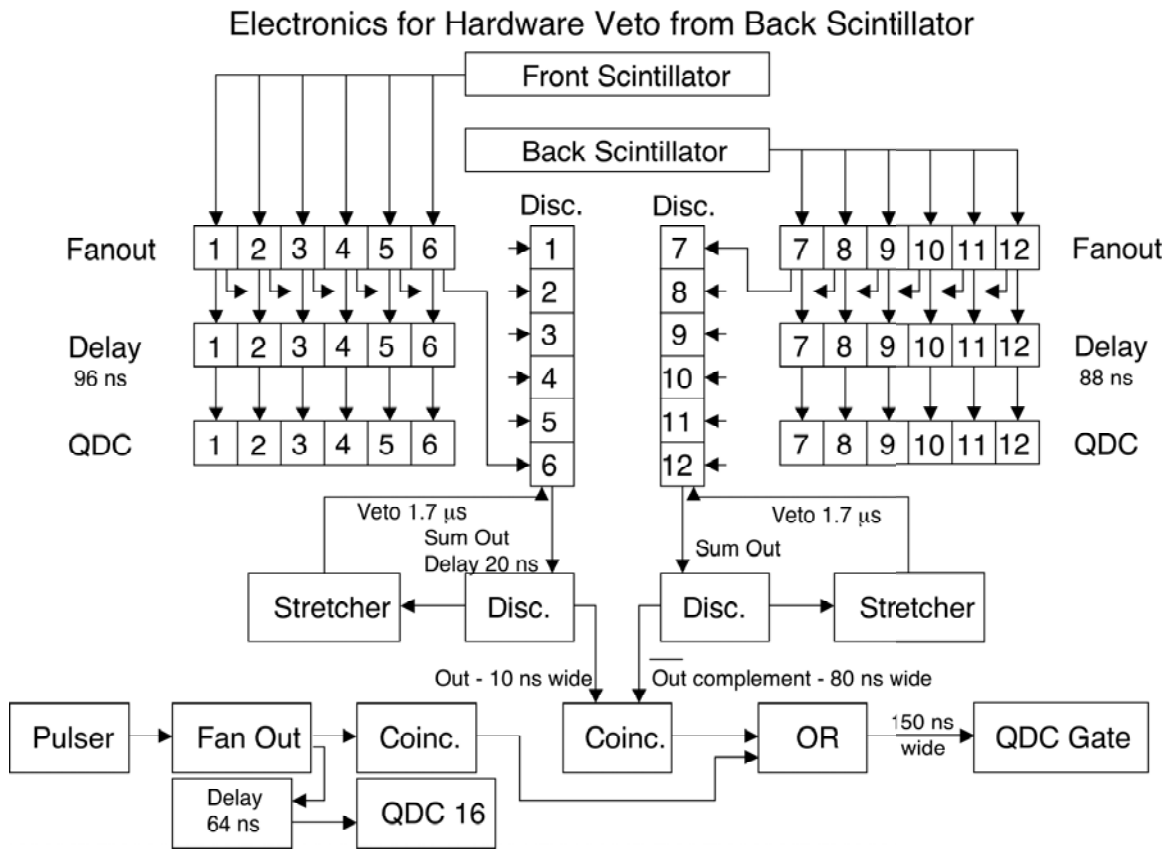 Electronics for Hardware Veto from Back Scintillator
Front Scintillator
Back Scintillator
Disc.
Disc.
Fanout
1 2 3 4 5 6
1
2
3
4
5
6
7
8
9
10
11
12
7 8 9 10 11 12
Fanout
Delay
96 ns
1 2 3 4 5 6
7 8 9 10 11 12
Delay
88 ns
QDC
1 2 3 4 5 6
7 8 9 10 11 12
QDC
Veto 1.7 μs
Sum Out
Delay 20 ns
Veto 1.7 μs
Sum Out
Stretcher
Disc.
Disc.
Stretcher
Out - 10 ns wide
Out complement - 80 ns wide
Pulser
Fan Out
Coinc.
Coinc.
OR
150 ns
wide
QDC Gate
Delay
64 ns
QDC 16